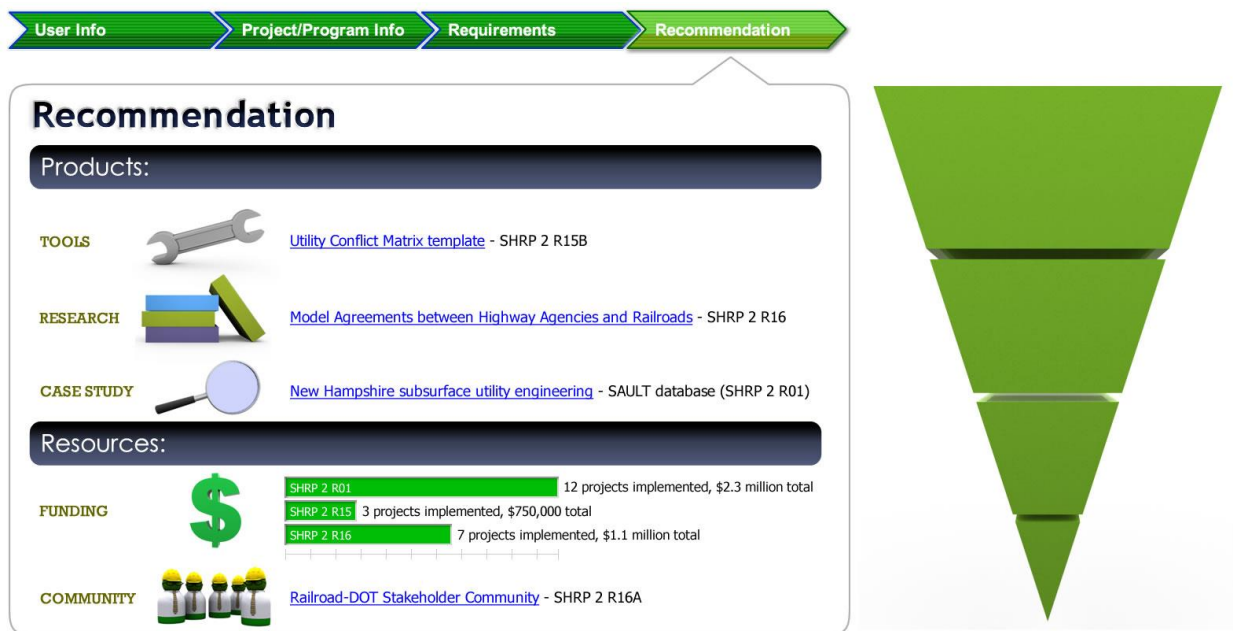 User Info
Project/Program Info
Requirements
Recommendation
Recommendation
Products:
TOOLS
Utility Conflict Matrix template - SHRP 2 R15B
RESEARCH
Model Agreements between Highway Agencies and Railroads - SHRP 2 R16
CASE STUDY
New Hampshire subsurface utility engineering - SAULT database (SHRP 2 R01)
Resources:
FUNDING
$
SHRP 2 R01 12 projects implemented, $2.3 million total
SHRP 2 R15 3 projects implemented, $750,000 total
SHRP 2 R16 7 projects implemented, $1.1 million total
COMMUNITY
Railroad-DOT Stakeholder Community - SHRP 2 R16A